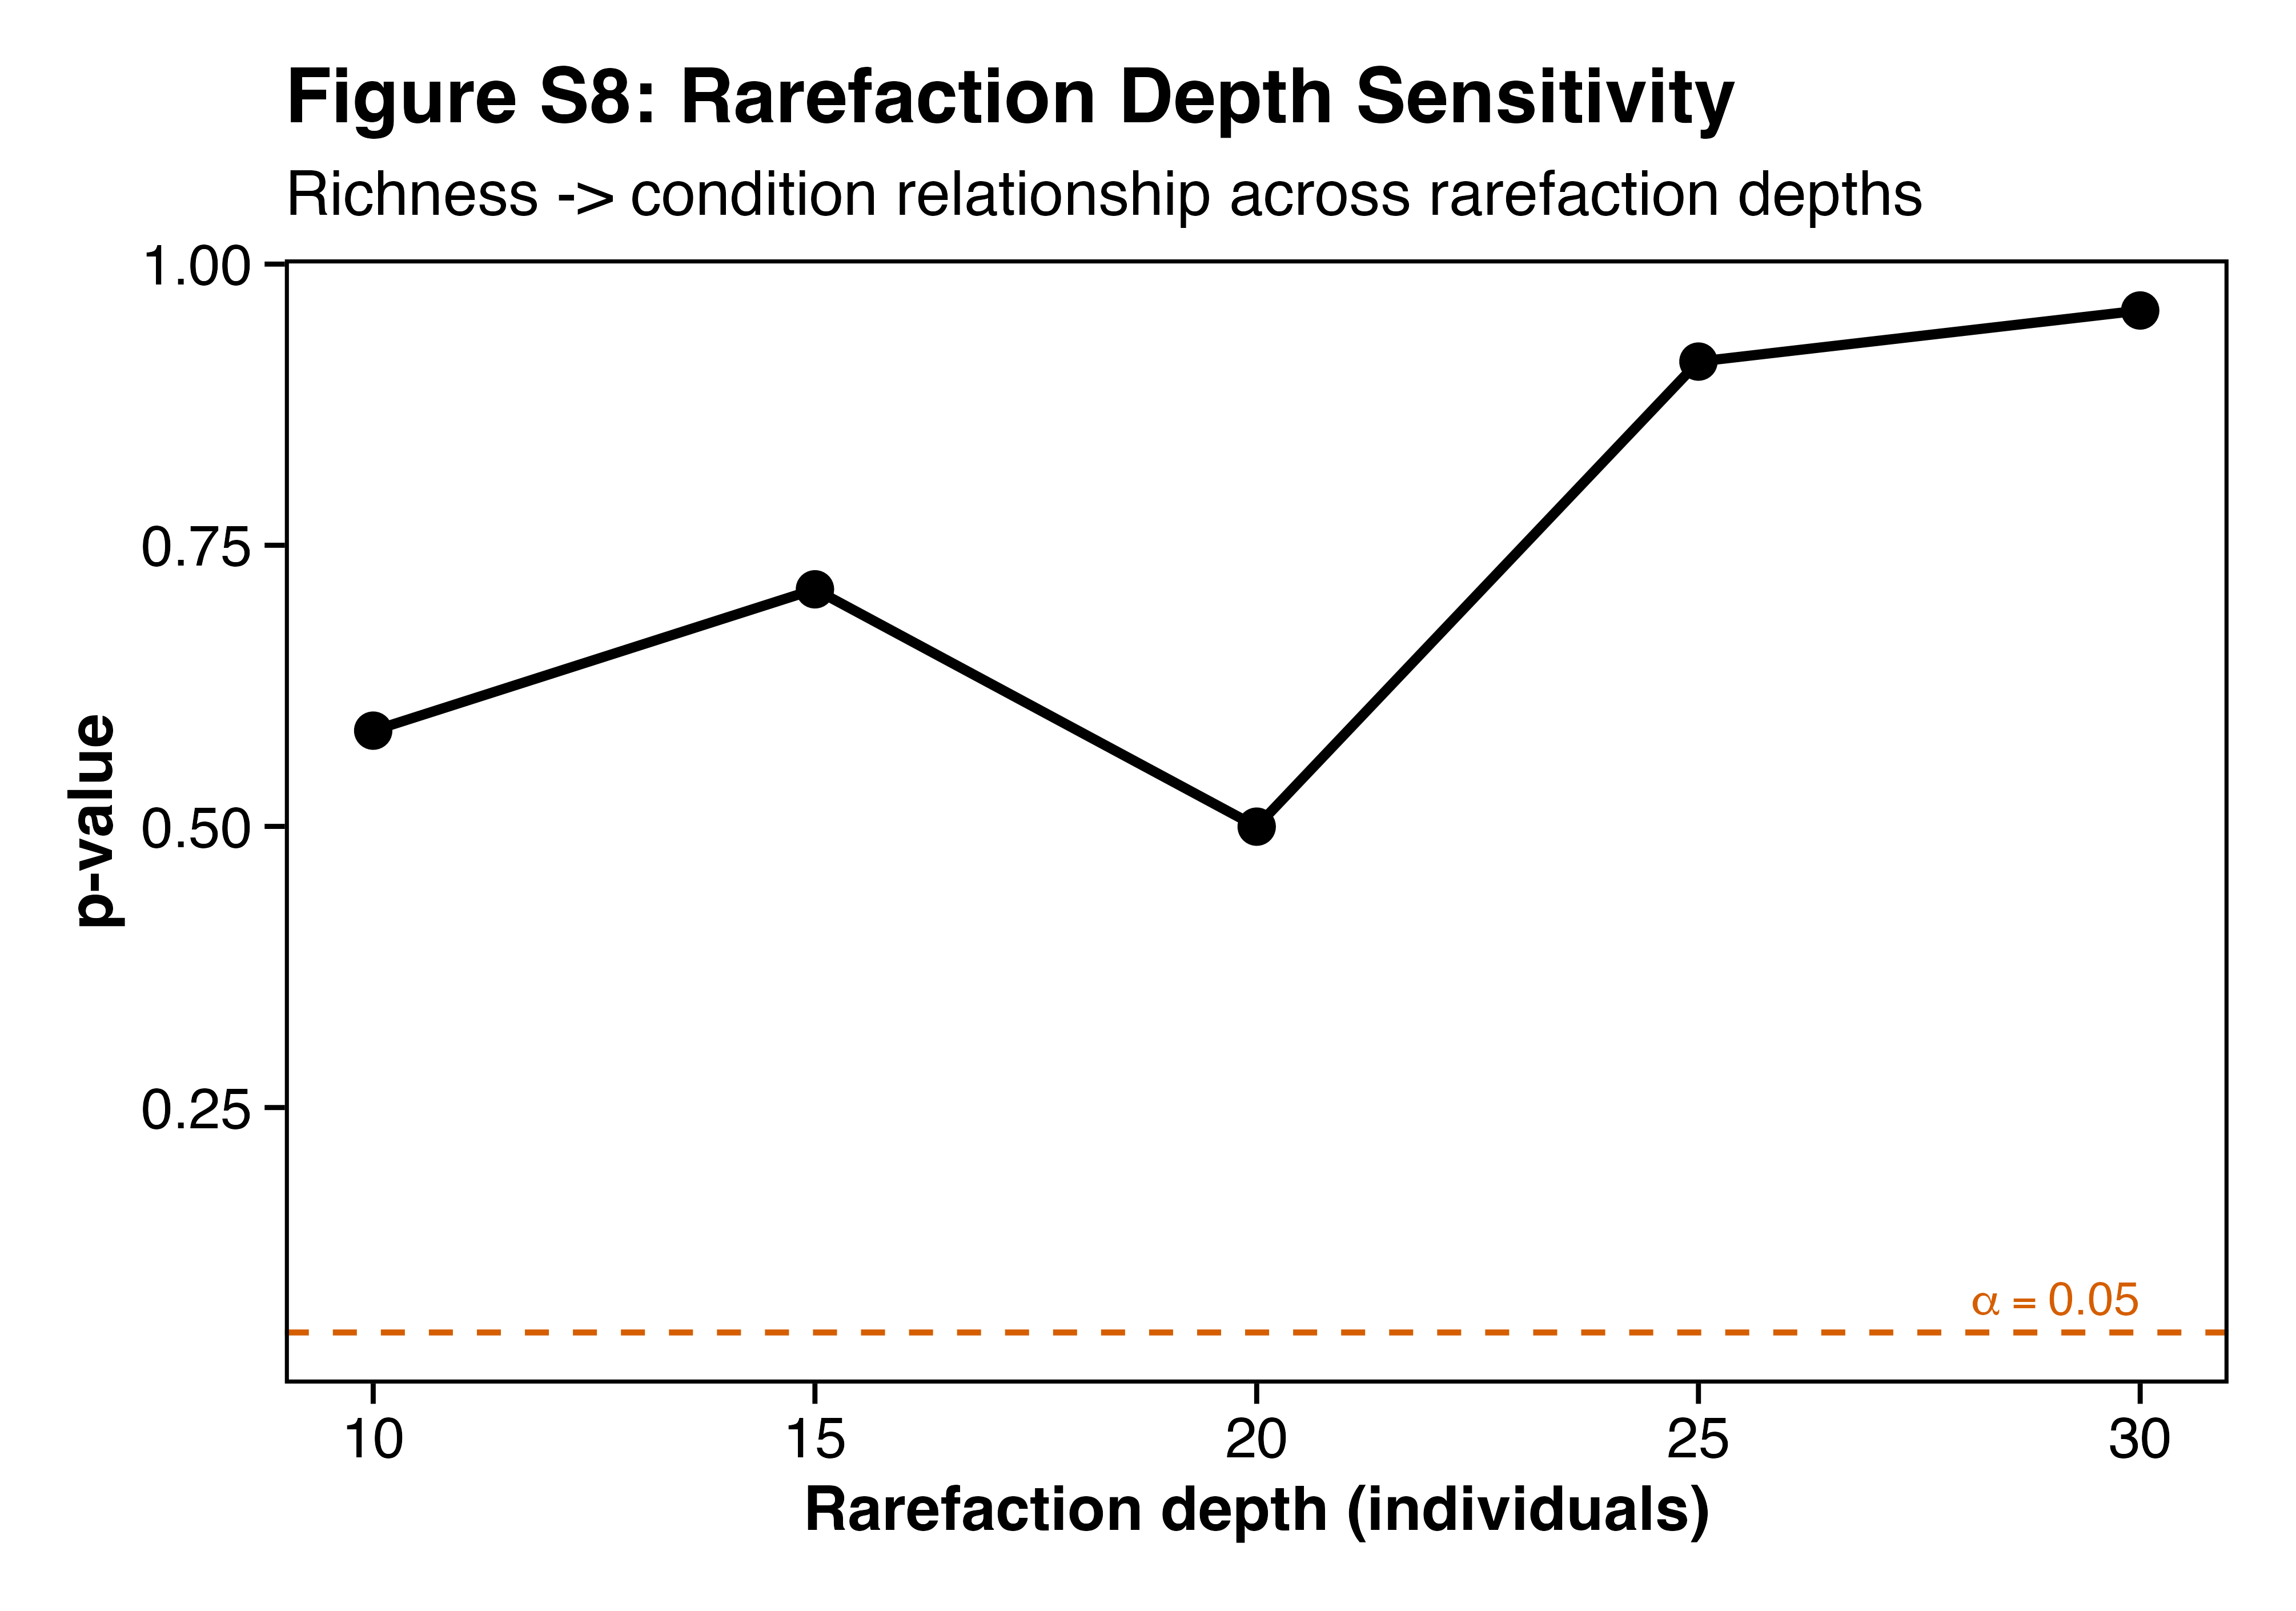 Figure S8: Rarefaction Depth Sensitivity
Richness -> condition relationship across rarefaction depths
1.00
0.75
0.50
0.25
p-value
α = 0.05
10 15 20 25 30
Rarefaction depth (individuals)